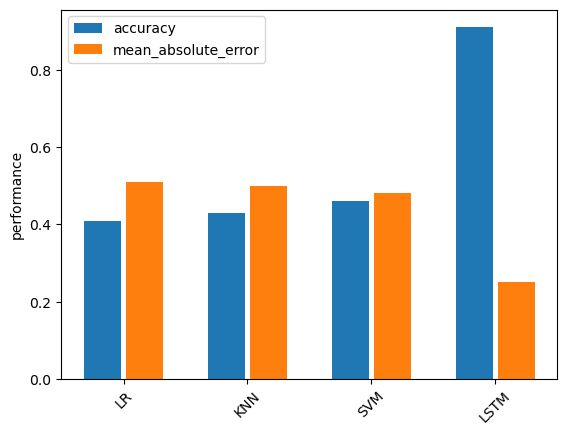 accuracy
mean_absolute_error
performance
0.8
0.6
0.4
0.2
0.0
LR
KNN
SVM
LSTM